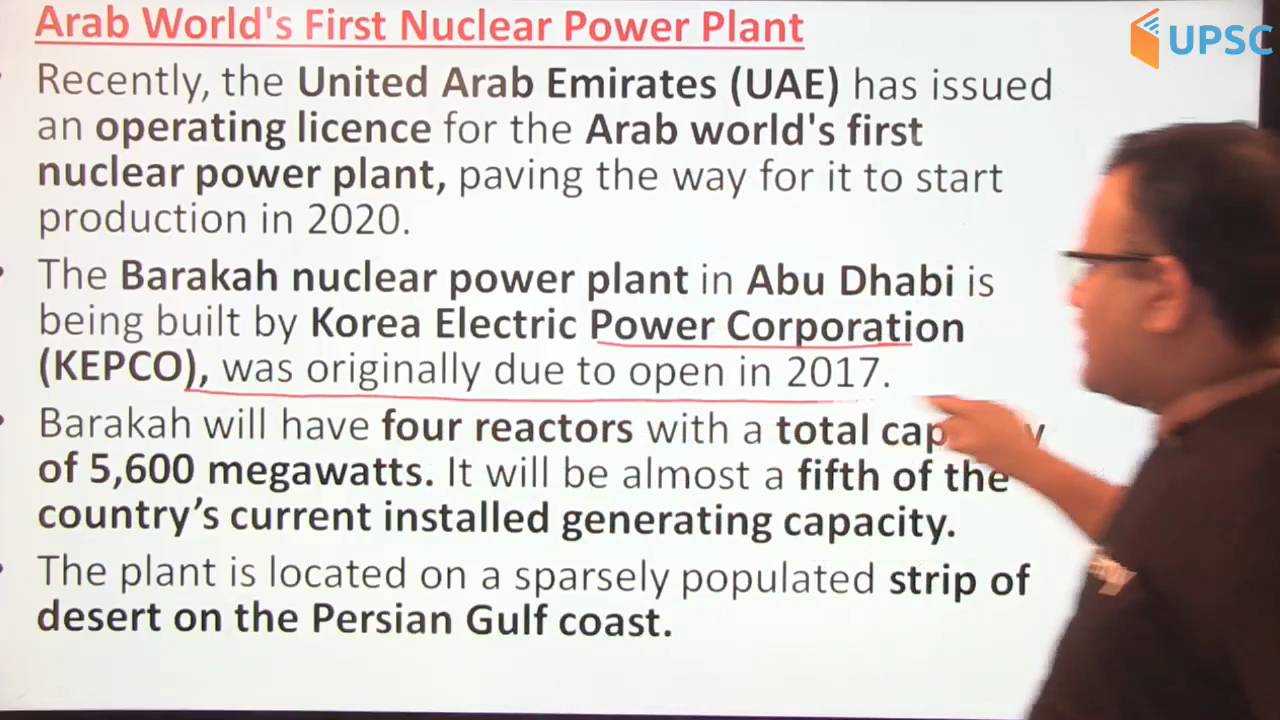 Arab World's First Nuclear Power Plant
UPSC
Recently, the United Arab Emirates (UAE) has issued
an operating licence for the Arab world's first
nuclear power plant, paving the way for it to start
production in 2020.
The Barakah nuclear power plant in Abu Dhabi is
being built by Korea Electric Power Corporation
(KEPCO), was originally due to open in 2017.
Barakah will have four reactors with a total
of 5,600 megawatts. It will be almost a fifth of the
country’s current installed generating capacity.
The plant is located on a sparsely populated strip of
desert on the Persian Gulf coast.